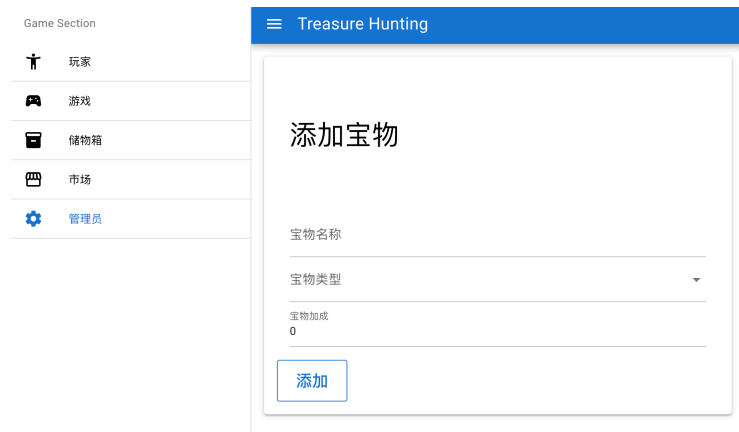 Game Section
玩家
游戏
储物箱
市场
管理员
Treasure Hunting
添加宝物
宝物名称
宝物类型
宝物加成
0
添加